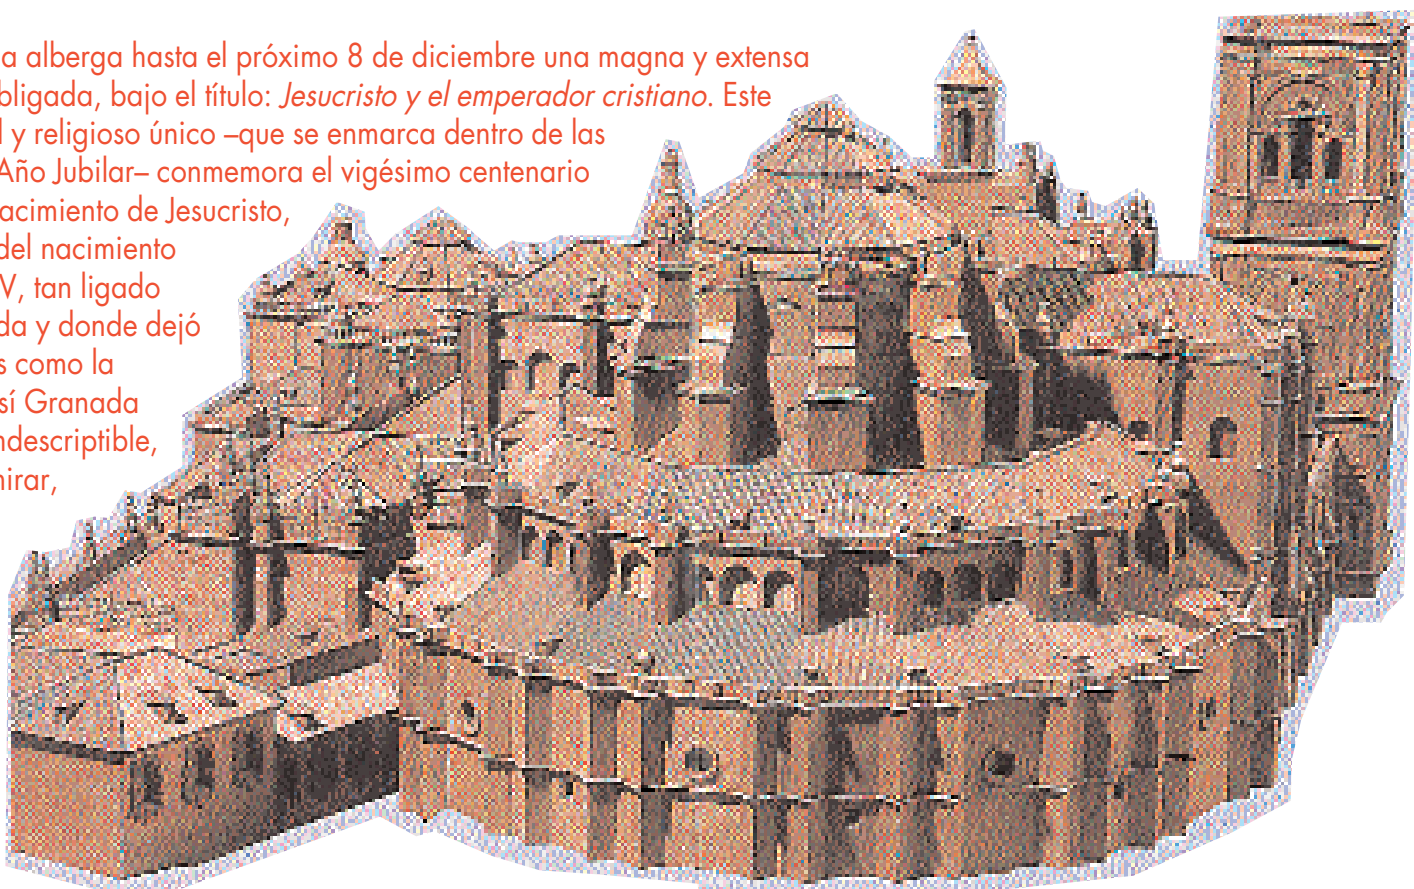 a alberga hasta el próximo 8 de diciembre una magna y extensa
bligada, bajo el título: Jesucristo y el emperador cristiano. Este
l y religioso único –que se enmarca dentro de las
Año Jubilar– conmemora el vigésimo centenario
acimiento de Jesucristo,
del nacimiento
V, tan ligado
da y donde dejó
s como la
sí Granada
ndescriptible,
nirar,